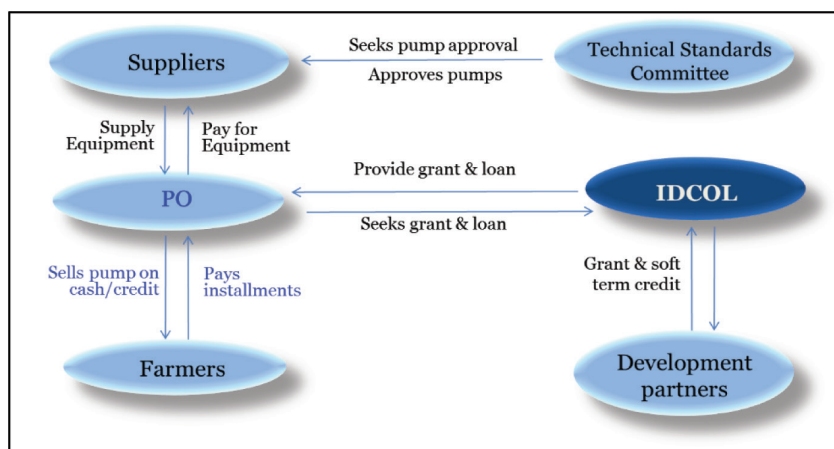 Suppliers
Seeks pump approval
Approves pumps
Technical Standards
Committee
Supply
Equipment
Pay for
Equipment
PO
Provide grant & loan
Seeks grant & loan
IDCOL
Sells pump on
cash/credit
Pays
installments
Grant & soft
term credit
Farmers
Development
partners